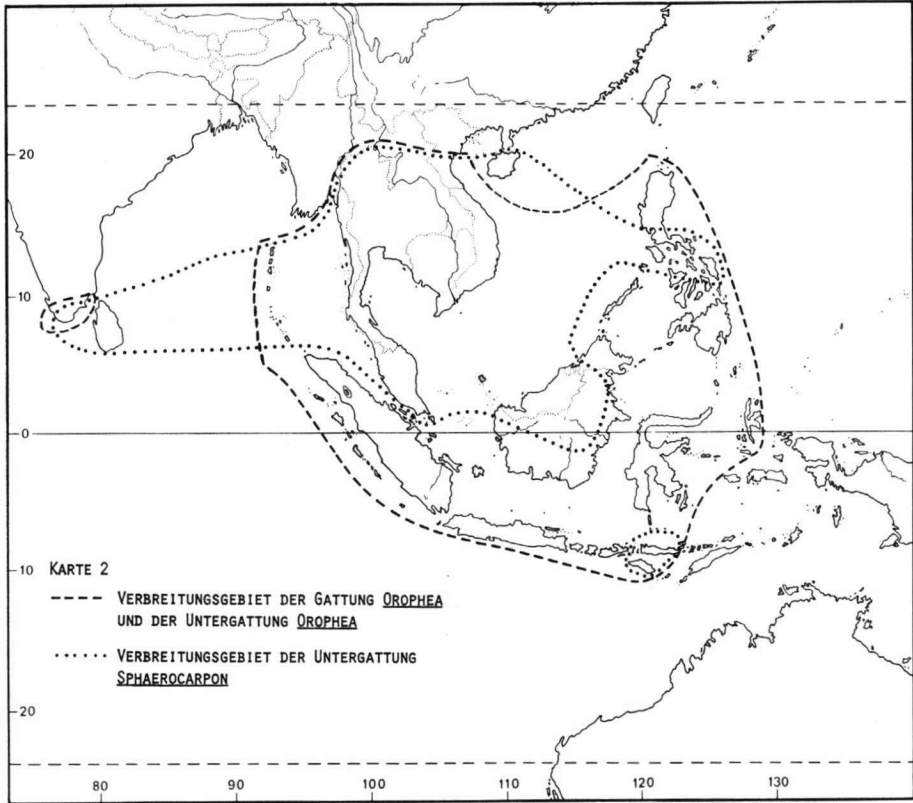 20
10
0
10
20
KARTE 2
VERBREITUNGSGEBIET DER GATTUNG OROPHEA
UND DER UNTERGATTUNG OROPHEA
VERBREITUNGSGEBIET DER UNTERGATTUNG
SPHAEROCARPON
80 90 100 110 120 130